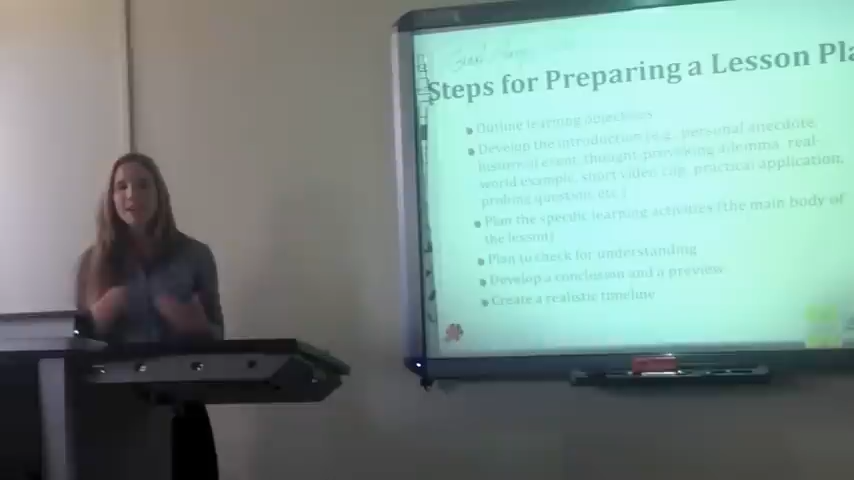 Steps for Preparing a Lesson Pla
Outline learning objectives
Develop the introduction (e.g., personal anecdote,
historical event, thought-provoking dilemma, real-
world example, short video clip, practical application,
probing question, etc.)
Plan the specific learning activities (the main body of
the lesson)
Plan to check for understanding
Develop a conclusion and a preview
Create a realistic timeline